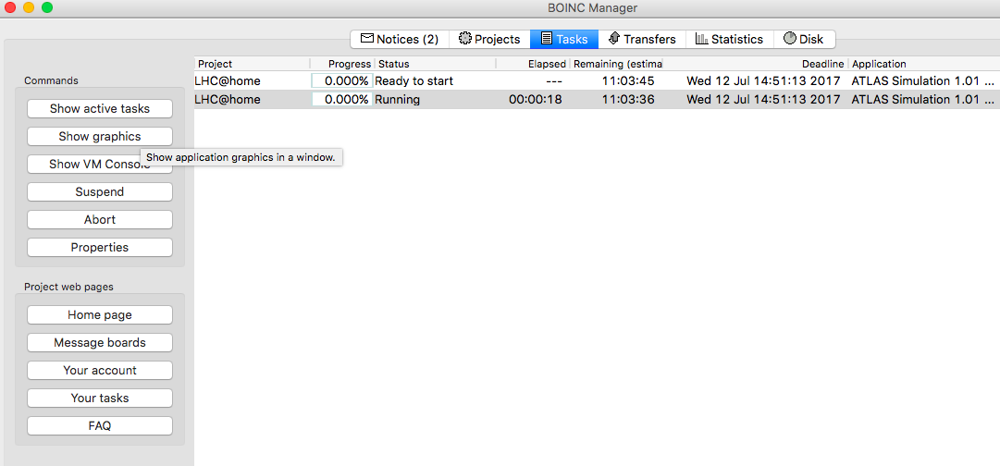 BOINC Manager
Notices (2) Projects Tasks Transfers Statistics Disk
Commands
Show active tasks
Show graphics
Show application graphics in a window.
Show VM Console
Suspend
Abort
Properties
Project web pages
Home page
Message boards
Your account
Your tasks
FAQ
Project Progress Status Elapsed Remaining (estima Deadline Application
LHC@home 0.000% Ready to start --- 11:03:45 Wed 12 Jul 14:51:13 2017 ATLAS Simulation 1.01 ...
LHC@home 0.000% Running 00:00:18 11:03:36 Wed 12 Jul 14:51:13 2017 ATLAS Simulation 1.01 ...